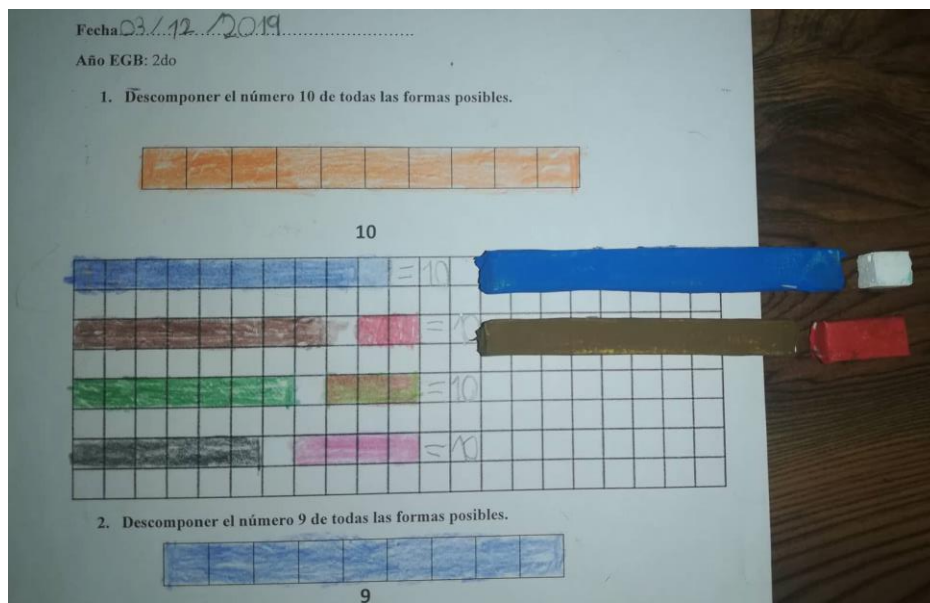 Fecha 03/12/2019
Año EGB: 2do
1. Descomponer el número 10 de todas las formas posibles.
10
= 10
= 10
= 10
= 10
2. Descomponer el número 9 de todas las formas posibles.
9